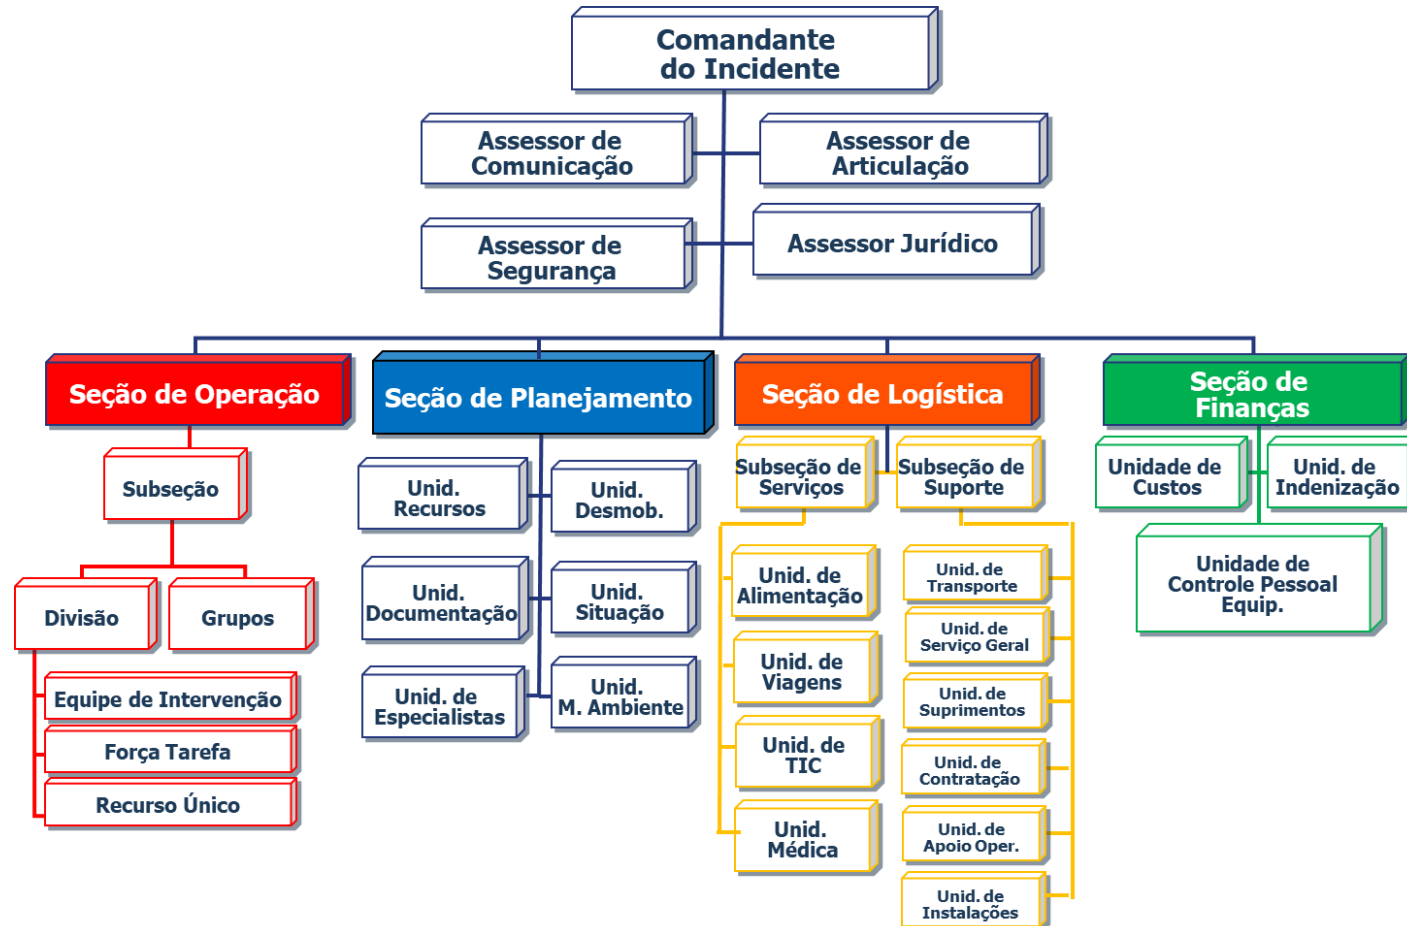 Comandante
do Incidente
Assessor de
Comunicação
Assessor de
Articulação
Assessor de
Segurança
Assessor Jurídico
Seção de Operação
Seção de Planejamento
Seção de Logística
Seção de
Finanças
Subseção
Divisão
Grupos
Equipe de Intervenção
Força Tarefa
Recurso Único
Unid.
Recursos
Unid.
Desmob.
Unid.
Documentação
Unid.
Situação
Unid. de
Especialistas
Unid.
M. Ambiente
Subseção de
Serviços
Subseção de
Suporte
Unid. de
Alimentação
Unid. de
Viagens
Unid. de
TIC
Unid.
Médica
Unid. de
Transporte
Unid. de
Serviço Geral
Unid. de
Suprimentos
Unid. de
Contratação
Unid. de
Apoio Oper.
Unid. de
Instalações
Unidade de
Custos
Unid. de
Indenização
Unidade de
Controle Pessoal
Equip.